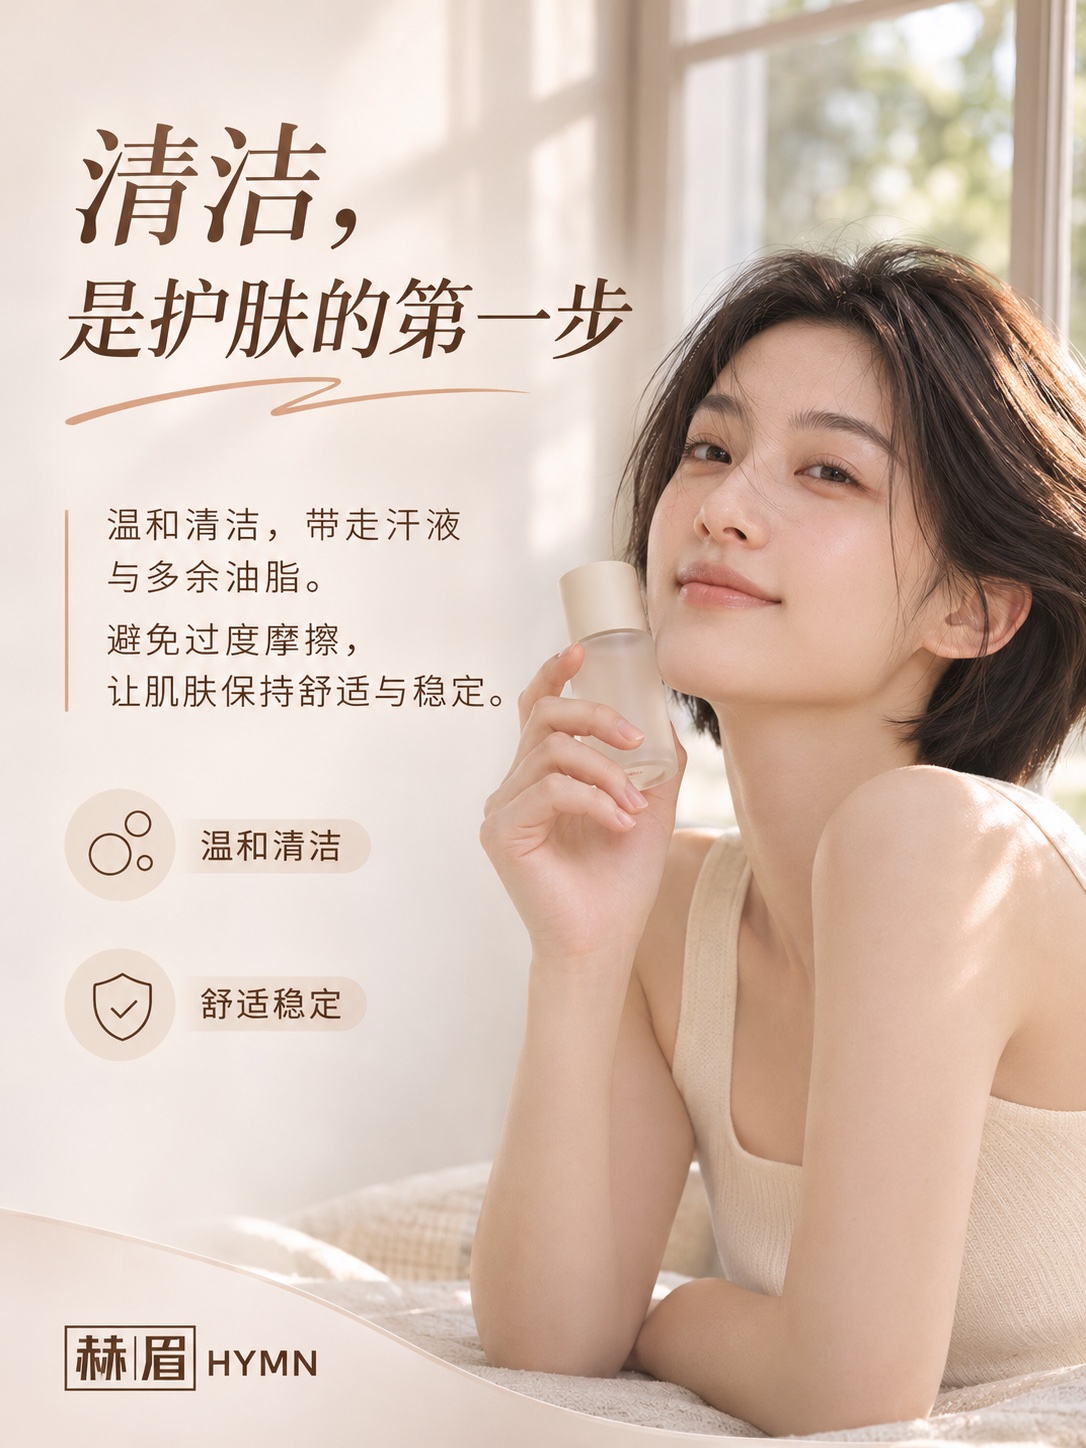 清洁，
是护肤的第一步
温和清洁，带走汗液
与多余油脂。
避免过度摩擦，
让肌肤保持舒适与稳定。
温和清洁
舒适稳定
赫眉 HYMN